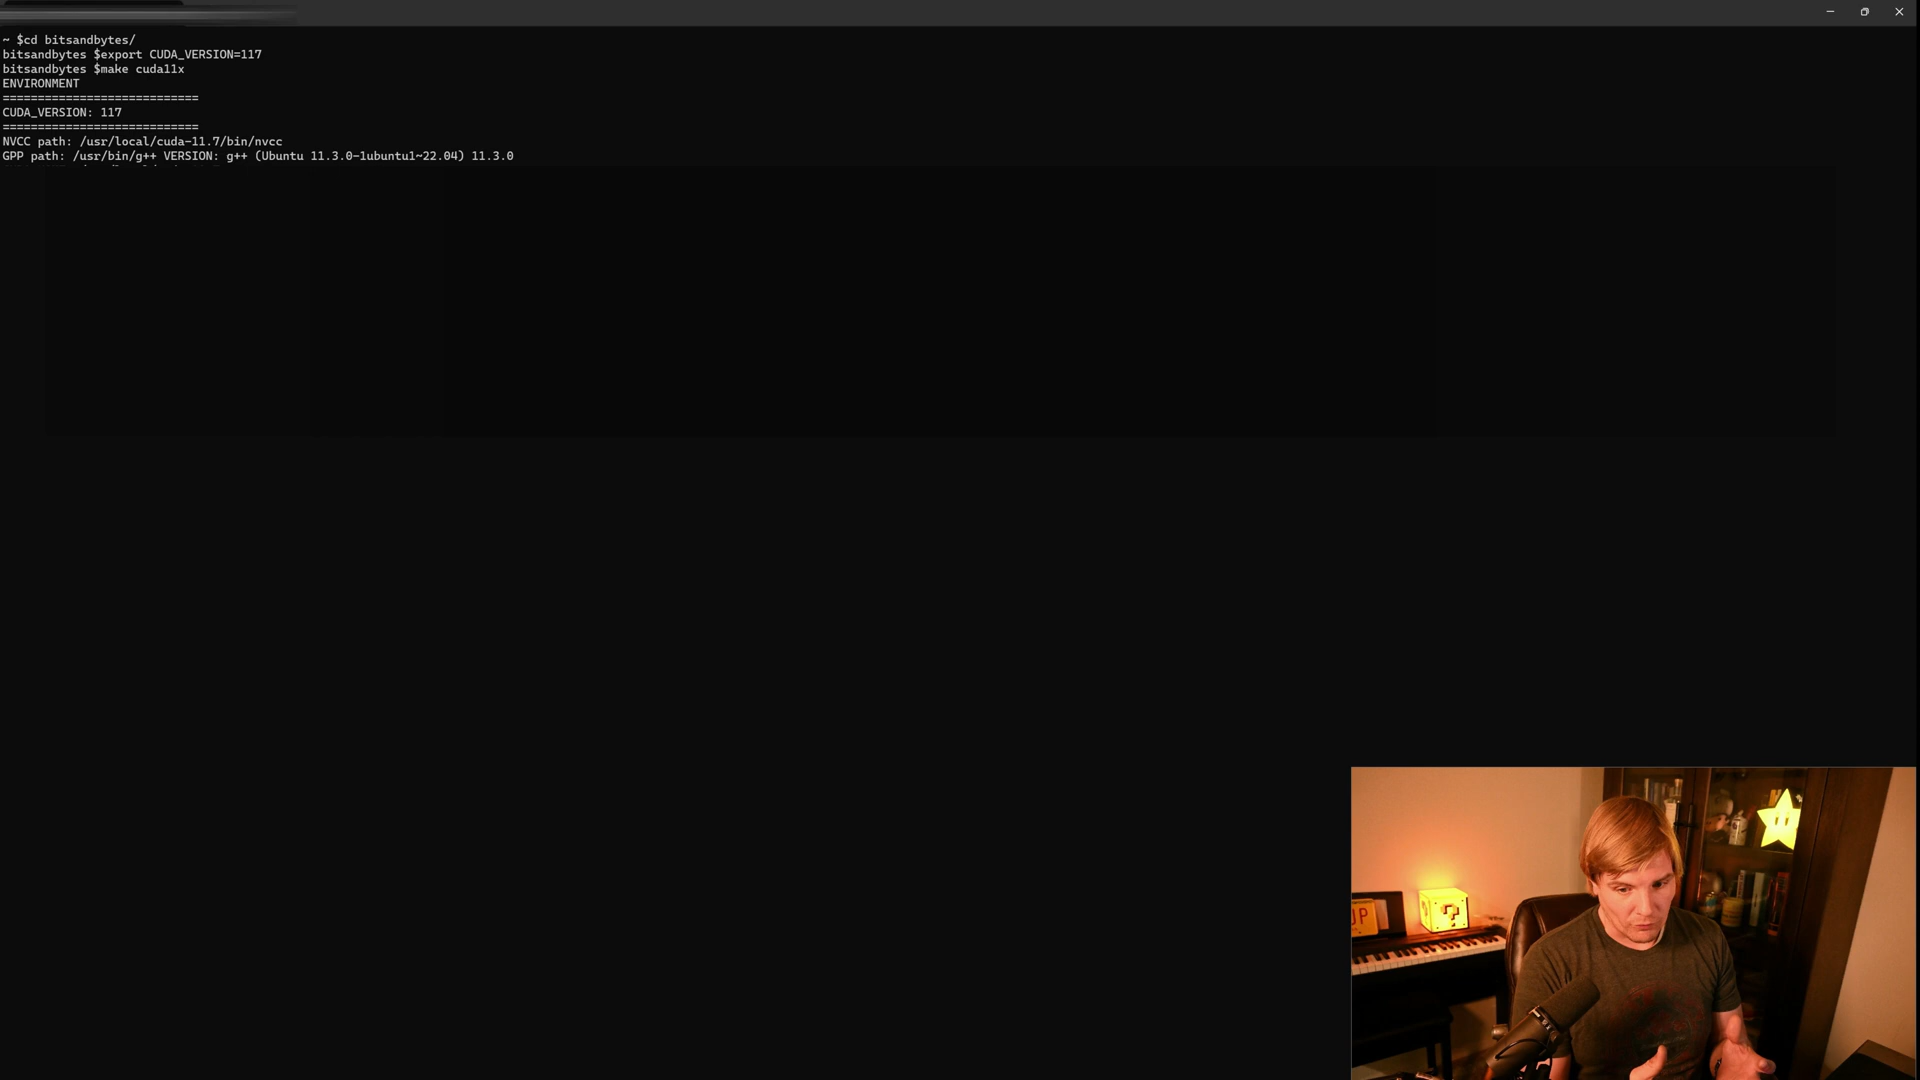 ~ $cd bitsandbytes/
bitsandbytes $export CUDA_VERSION=117
bitsandbytes $make cuda11x
ENVIRONMENT
============================
CUDA_VERSION: 117
============================
NVCC path: /usr/local/cuda-11.7/bin/nvcc
GPP path: /usr/bin/g++ VERSION: g++ (Ubuntu 11.3.0-1ubuntu1~22.04) 11.3.0
UP
?